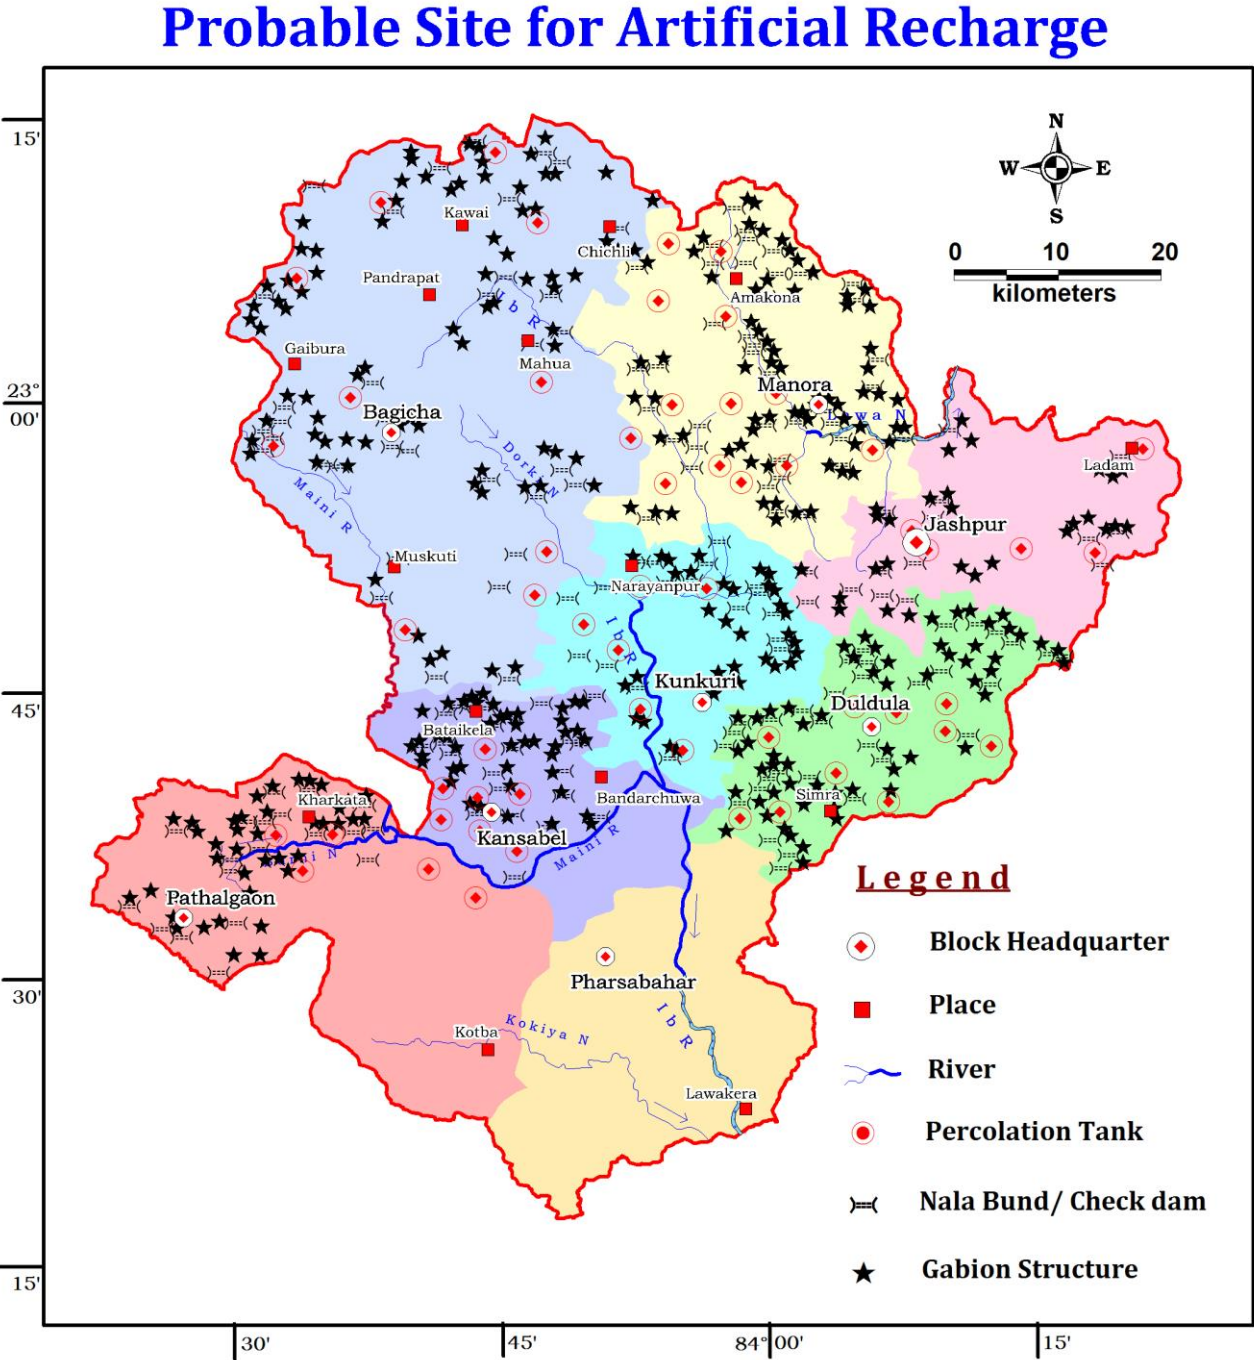 Probable Site for Artificial Recharge
15'
N
W E
S
Kawai
Chichli
0 10 20
kilometers
Pandrapat
Ib R
Amakona
Gaibura
Mahua
23°
00'
Manora
Bagicha
Lawa N
Ladam
Dorki N
Maini R
Jashpur
Muskuti
Narayanpur
Ib R
Kunkuri
45'
Duldula
Bataikela
Simra
Bandarchuwa
Kharkata
Kansabel
Maini R
Legend
Pathalgaon
Block Headquarter
Pharsabahar
30'
Place
Ib R
Kotba
Kokiya N
River
Lawakera
Percolation Tank
Nala Bund/ Check dam
Gabion Structure
15'
30'
45'
84°00'
15'